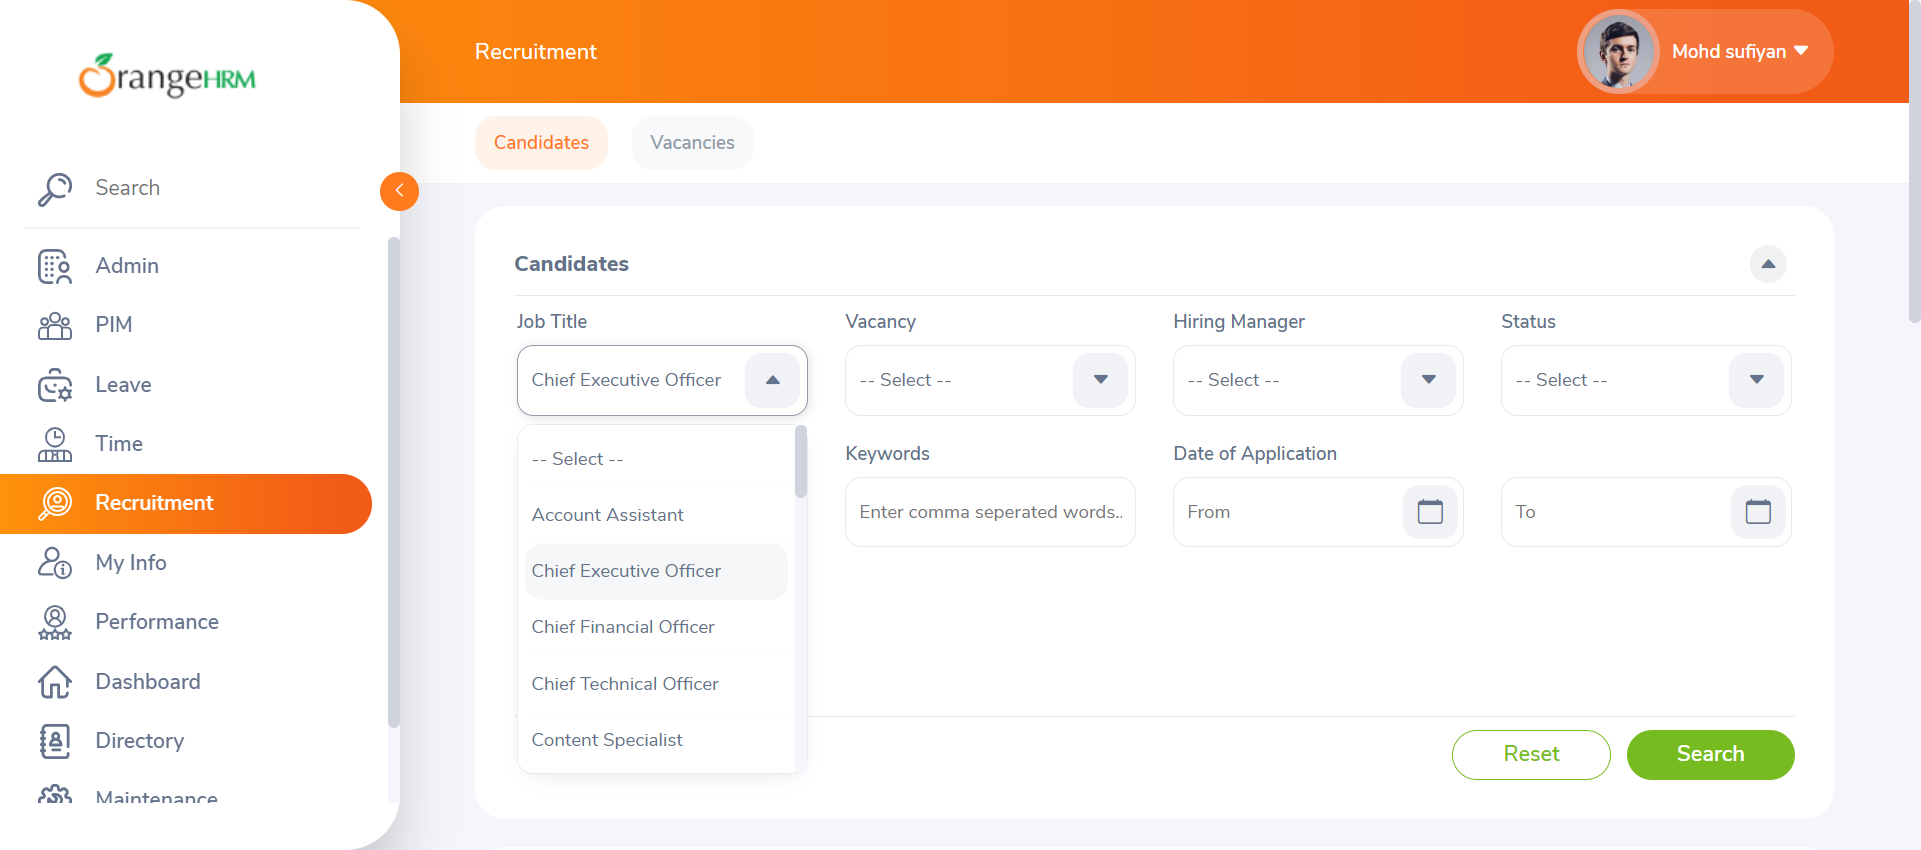 OrangeHRM
Recruitment
Mohd sufiyan
Candidates
Vacancies
Search
Admin
PIM
Leave
Time
Recruitment
My Info
Performance
Dashboard
Directory
Maintenance
Candidates
Job Title
Vacancy
Hiring Manager
Status
Chief Executive Officer
-- Select --
-- Select --
-- Select --
-- Select --
Account Assistant
Chief Executive Officer
Chief Financial Officer
Chief Technical Officer
Content Specialist
Keywords
Date of Application
Enter comma seperated words..
From
To
Reset
Search